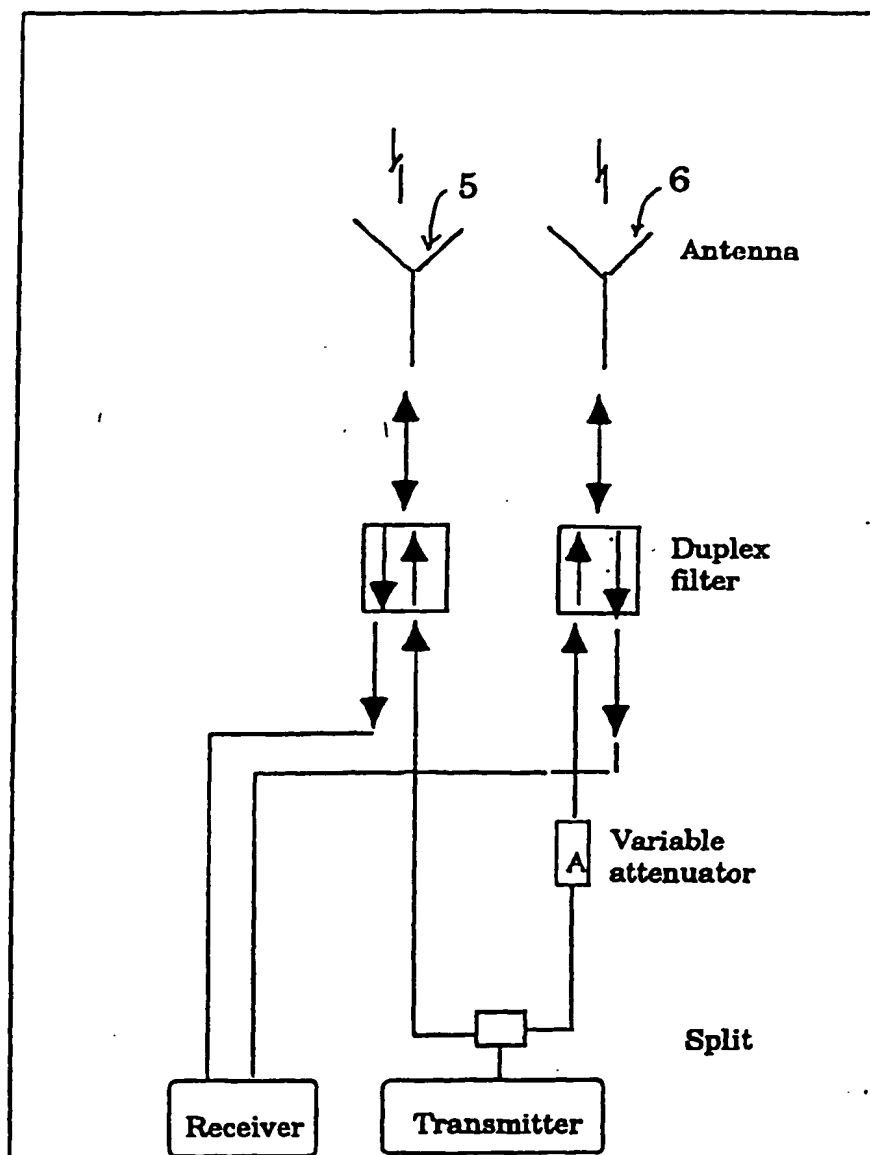 5
6
Antenna
Duplex
filter
Variable
attenuator
A
Split
Receiver
Transmitter